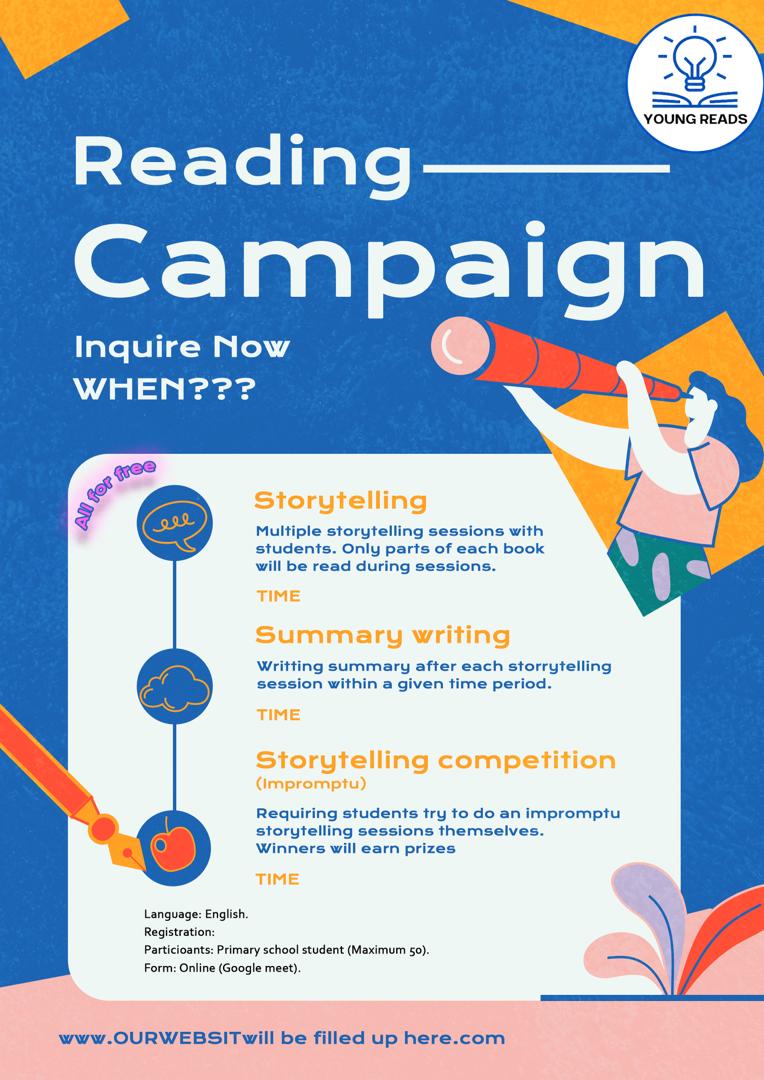 YOUNG READS
Reading
Campaign
Inquire Now
WHEN???
All for free
Storytelling
Multiple storytelling sessions with
students. Only parts of each book
will be read during sessions.
TIME
Summary writing
Writting summary after each storrytelling
session within a given time period.
TIME
Storytelling competition
(Impromptu)
Requiring students try to do an impromptu
storytelling sessions themselves.
Winners will earn prizes
TIME
Language: English.
Registration:
Particioants: Primary school student (Maximum 50).
Form: Online (Google meet).
www.OURWEBSITwill be filled up here.com